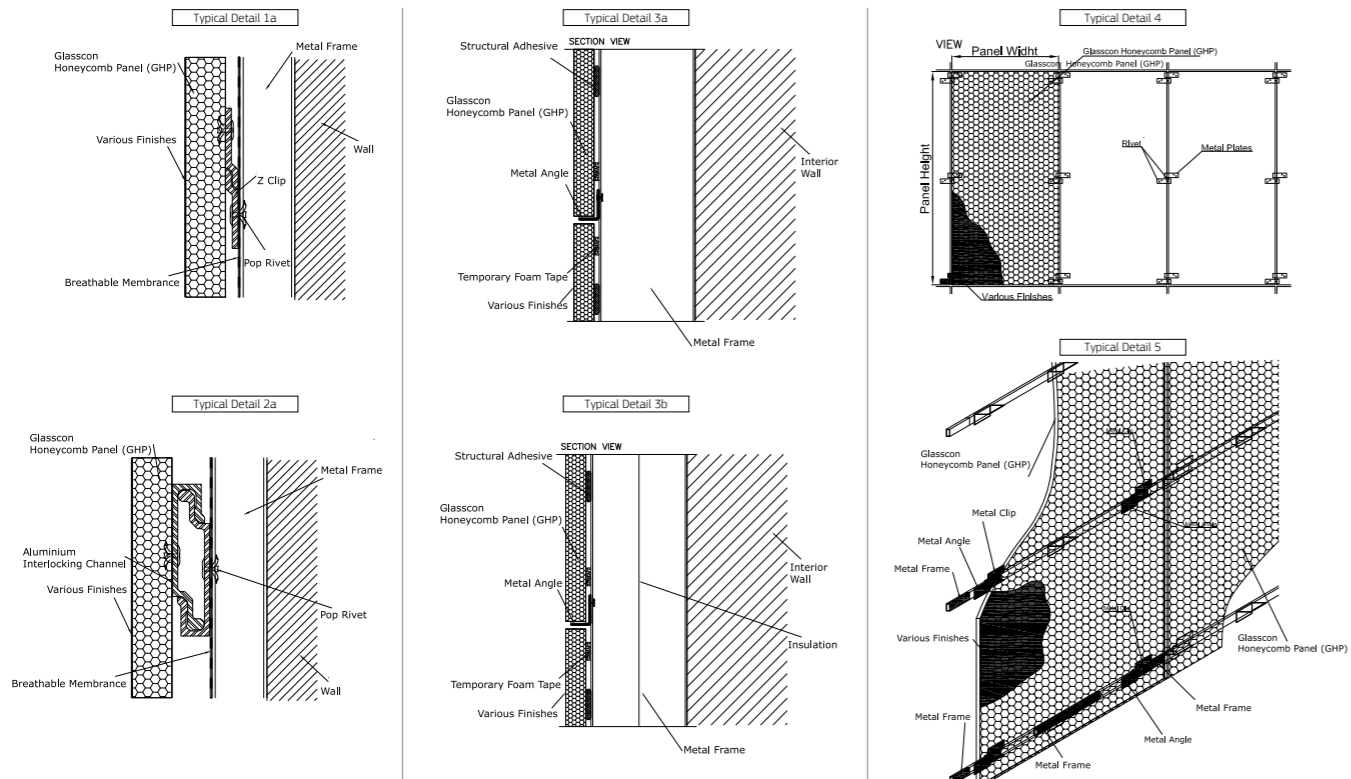 Typical Detail 1a
Metal Frame
Glasscon
Honeycomb Panel (GHP)
Various Finishes
Wall
Z Clip
Pop Rivet
Breathable Membrance
Typical Detail 2a
Glasscon
Honeycomb Panel (GHP)
Metal Frame
Aluminium
Interlocking Channel
Various Finishes
Pop Rivet
Breathable Membrance
Wall
Typical Detail 3a
Structural Adhesive
SECTION VIEW
Glasscon
Honeycomb Panel (GHP)
Metal Angle
Interior
Wall
Temporary Foam Tape
Various Finishes
Metal Frame
Typical Detail 3b
SECTION VIEW
Structural Adhesive
Glasscon
Honeycomb Panel (GHP)
Metal Angle
Interior
Wall
Insulation
Temporary Foam Tape
Various Finishes
Metal Frame
Typical Detail 4
VIEW
Panel Widht
Glasscon Honeycomb Panel (GHP)
Glasscon Honeycomb Panel (GHP)
Panel Height
Rivet
Metal Plates
Various Finishes
Typical Detail 5
Glasscon
Honeycomb Panel (GHP)
Metal Clip
Metal Angle
Metal Frame
Various Finishes
Glasscon
Honeycomb Panel (GHP)
Metal Frame
Metal Frame
Metal Angle
Metal Frame